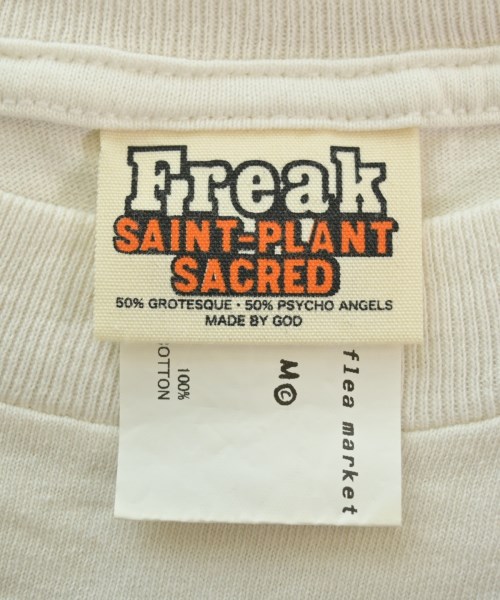 Freak
SAINT-PLANT
SACRED
50% GROTESQUE · 50% PSYCHO ANGELS
MADE BY GOD
flea market
M©
100%
COTTON